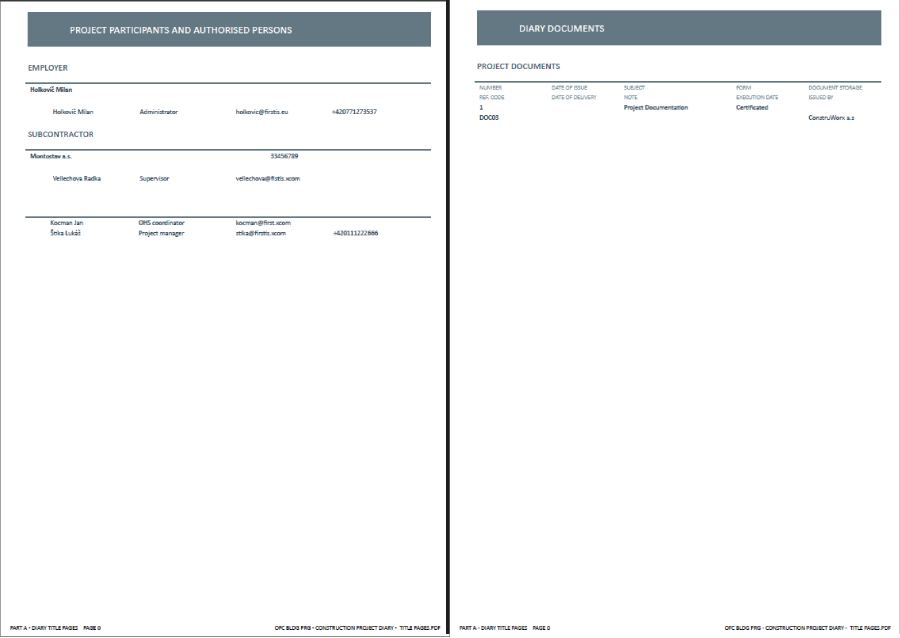 PROJECT PARTICIPANTS AND AUTHORISED PERSONS
EMPLOYER
Holkovič Milan
Holkovič Milan Administrator holkovic@firstis.eu +420771273537
SUBCONTRACTOR
Montostav a.s. 33456789
Vellechova Radka Supervisor vellechova@fistis.xcom
Kocman Jan OHS coordinator kocman@first.xcom
Štika Lukáš Project manager stika@firstis.xcom +420111222666
PART A - DIARY TITLE PAGES PAGE 0
OFC BLDG PRG - CONSTRUCTION PROJECT DIARY - TITLE PAGES.PDF
DIARY DOCUMENTS
PROJECT DOCUMENTS
NUMBER DATE OF ISSUE SUBJECT FORM DOCUMENT STORAGE
REF. CODE DATE OF DELIVERY NOTE EXECUTION DATE ISSUED BY
1 Project Documentation Certificated
DOC03 ConstruWorx a.s
PART A - DIARY TITLE PAGES PAGE 0
OFC BLDG PRG - CONSTRUCTION PROJECT DIARY - TITLE PAGES.PDF